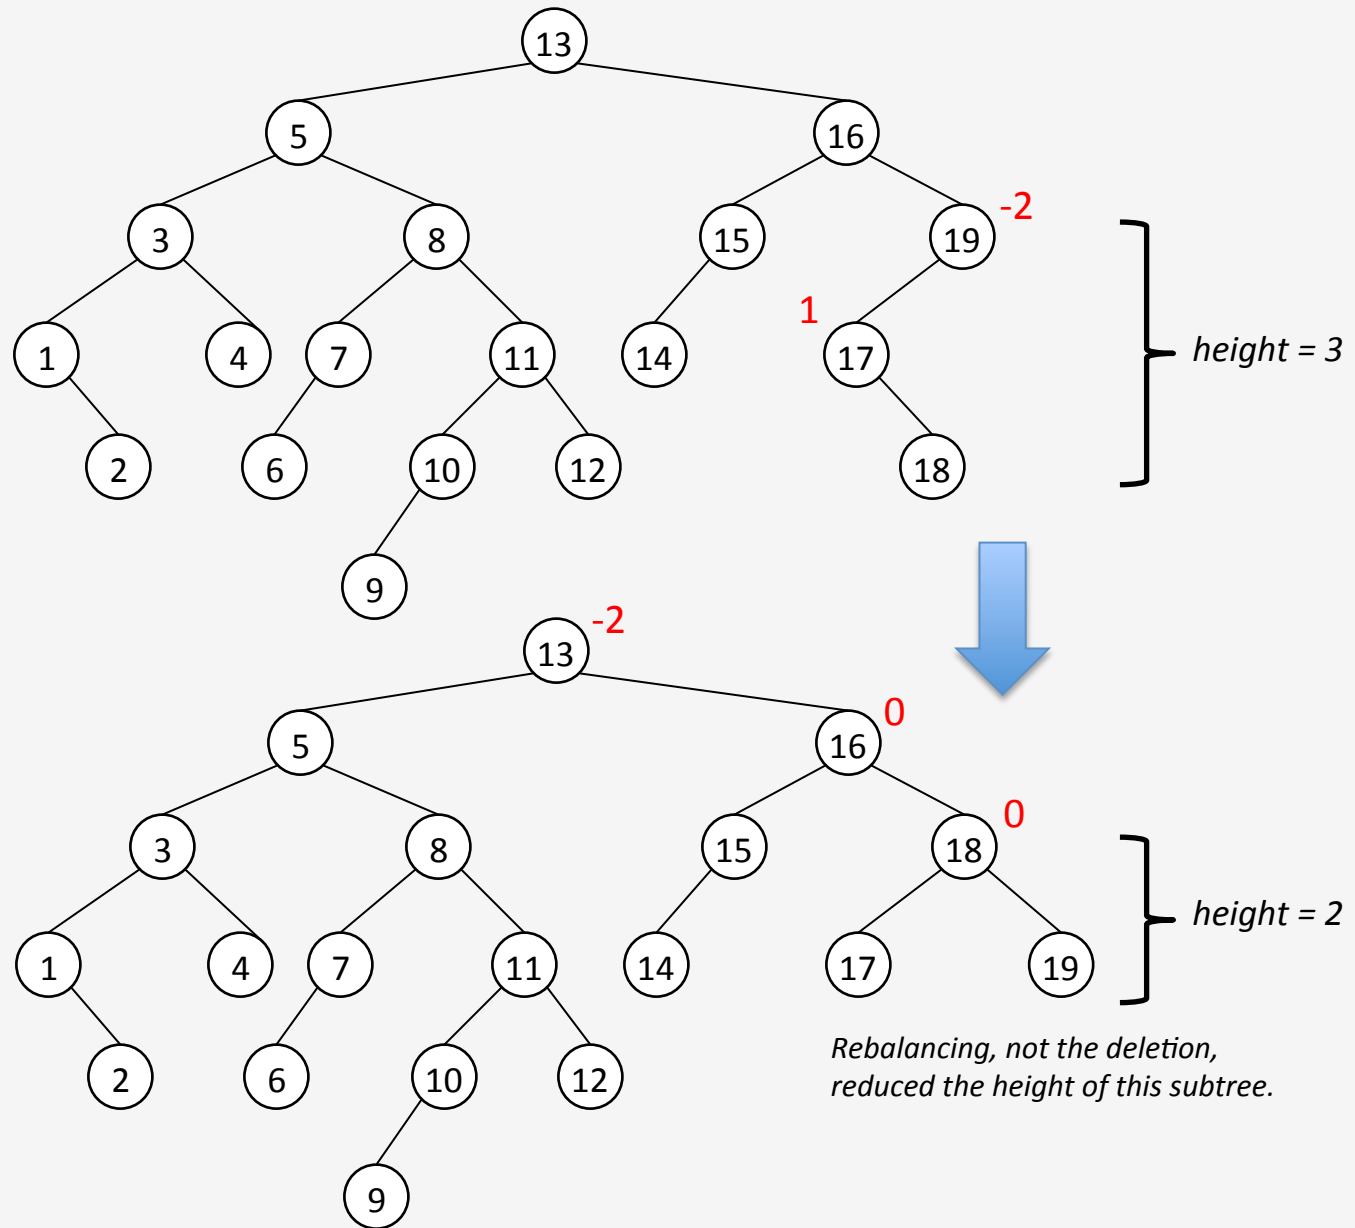 13
5 16
3 8 15 19 -2
1
1 4 7 11 14 17 height = 3
2 6 10 12 18
9
13 -2
5 16 0
3 8 15 18 0
1 4 7 11 14 17 19 height = 2
2 6 10 12 Rebalancing, not the deletion,
reduced the height of this subtree.
9